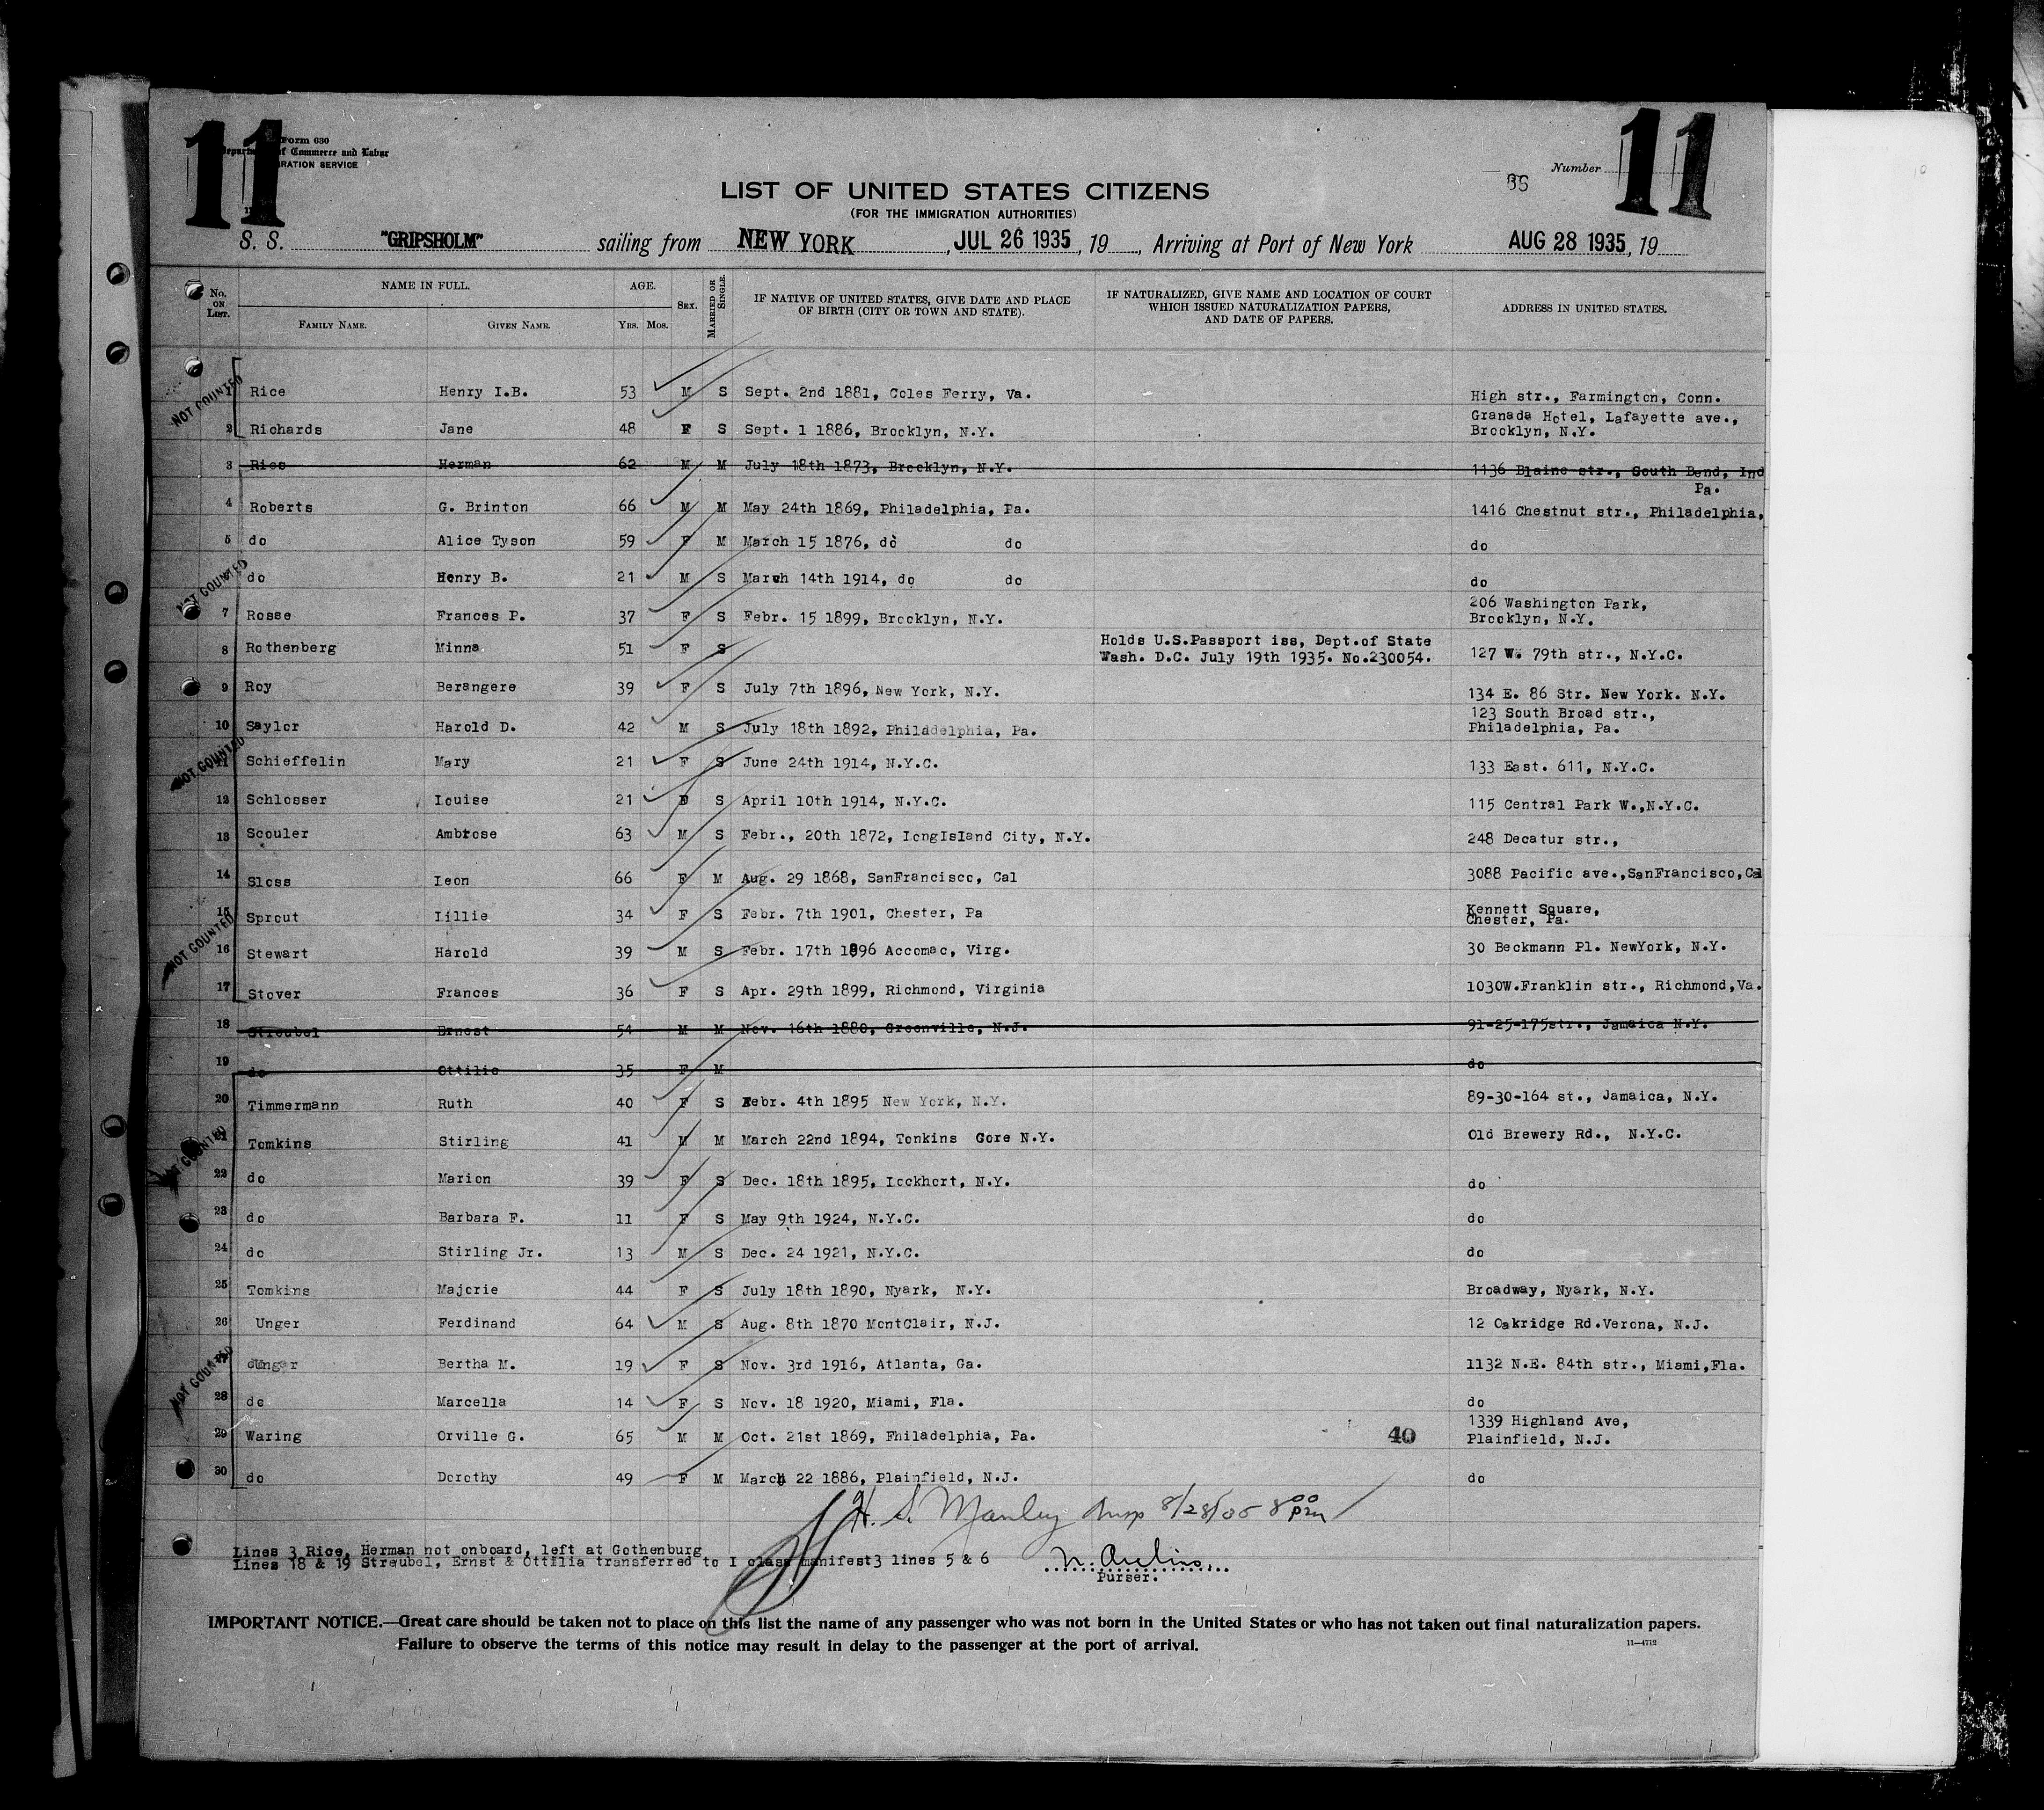 11 11
Form 630
Department of Commerce and Labor
IMMIGRATION SERVICE
Number
LIST OF UNITED STATES CITIZENS
(FOR THE IMMIGRATION AUTHORITIES)
S. S. "GRIPSHOLM" sailing from NEW YORK, JUL 26 1935, 19, Arriving at Port of New York AUG 28 1935, 19
No. ON LIST. NAME IN FULL. FAMILY NAME. GIVEN NAME. AGE. YRS. MOS. SEX. MARRIED OR SINGLE. IF NATIVE OF UNITED STATES, GIVE DATE AND PLACE OF BIRTH (CITY OR TOWN AND STATE). IF NATURALIZED, GIVE NAME AND LOCATION OF COURT WHICH ISSUED NATURALIZATION PAPERS, AND DATE OF PAPERS. ADDRESS IN UNITED STATES.
NOT COUNTED
1 Rice Henry I.B. 53 M S Sept. 2nd 1881, Coles Ferry, Va. High str., Farmington, Conn.
2 Richards Jane 48 F S Sept. 1 1886, Brooklyn, N.Y. Granada Hotel, Lafayette ave., Brooklyn, N.Y.
3 Rice Herman 62 M M July 18th 1873, Brooklyn, N.Y. 1136 Blaine str., South Bend, Ind
4 Roberts G. Brinton 66 M M May 24th 1869, Philadelphia, Pa. 1416 Chestnut str., Philadelphia, Pa.
5 do Alice Tyson 59 F M March 15 1876, do do do
NOT COUNTED
6 do Henry B. 21 M S March 14th 1914, do do do
7 Rosse Frances P. 37 F S Febr. 15 1899, Brooklyn, N.Y. 206 Washington Park, Brooklyn, N.Y.
8 Rothenberg Minna 51 F S Holds U.S.Passport iss, Dept.of State Wash. D.C. July 19th 1935. No.230054. 127 W. 79th str., N.Y.C.
9 Roy Berangere 39 F S July 7th 1896, New York, N.Y. 134 E. 86 Str. New York. N.Y.
10 Saylor Harold D. 42 M S July 18th 1892, Philadelphia, Pa. 123 South Broad str., Philadelphia, Pa.
NOT COUNTED
11 Schieffelin Mary 21 F S June 24th 1914, N.Y.C. 133 East. 611, N.Y.C.
12 Schlosser Louise 21 F S April 10th 1914, N.Y.C. 115 Central Park W.,N.Y.C.
13 Scouler Ambrose 63 M S Febr., 20th 1872, LongIsland City, N.Y. 248 Decatur str.,
14 Sloss Leon 66 F M Aug. 29 1868, SanFrancisco, Cal 3088 Pacific ave.,SanFrancisco,Cal
15 Sprout Lillie 34 F S Febr. 7th 1901, Chester, Pa Kennett Square, Chester, Pa.
NOT COUNTED
16 Stewart Harold 39 M S Febr. 17th 1896 Accomac, Virg. 30 Beckmann Pl. NewYork, N.Y.
17 Stover Frances 36 F S Apr. 29th 1899, Richmond, Virginia 1030W.Franklin str., Richmond,Va.
18 Streubel Ernest 54 M M Nov. 16th 1880, Greenville, N.J. 91-25-175str., Jamaica N.Y.
19 do Ottilie 35 F M do
20 Timmermann Ruth 40 F S Febr. 4th 1895 New York, N.Y. 89-30-164 st., Jamaica, N.Y.
21 Tomkins Stirling 41 M M March 22nd 1894, Tonkins Gore N.Y. Old Brewery Rd., N.Y.C.
NOT COUNTED
22 do Marion 39 F S Dec. 18th 1895, Lockhort, N.Y. do
23 do Barbara F. 11 F S May 9th 1924, N.Y.C. do
24 do Stirling Jr. 13 M S Dec. 24 1921, N.Y.C. do
25 Tomkins Majorie 44 F S July 18th 1890, Nyark, N.Y. Broadway, Nyark, N.Y.
26 Unger Ferdinand 64 M S Aug. 8th 1870 MontClair, N.J. 12 Oakridge Rd.Verona, N.J.
27 Unger Bertha M. 19 F S Nov. 3rd 1916, Atlanta, Ga. 1132 N.E. 84th str., Miami,Fla.
NOT COUNTED
28 do Marcella 14 F S Nov. 18 1920, Miami, Fla. do
29 Waring Orville G. 65 M M Oct. 21st 1869, Philadelphia, Pa. 40 1339 Highland Ave, Plainfield, N.J.
30 do Dorothy 49 F M March 22 1886, Plainfield, N.J. do
H. S. Manley Insp 8/28/35 8 00 pm
Lines 3 Rice, Herman not onboard, left at Gothenburg
Lines 18 & 19 Streubel, Ernst & Ottilia transferred to I class manifest3 lines 5 & 6
Purser.
IMPORTANT NOTICE.—Great care should be taken not to place on this list the name of any passenger who was not born in the United States or who has not taken out final naturalization papers.
Failure to observe the terms of this notice may result in delay to the passenger at the port of arrival.
11—4712